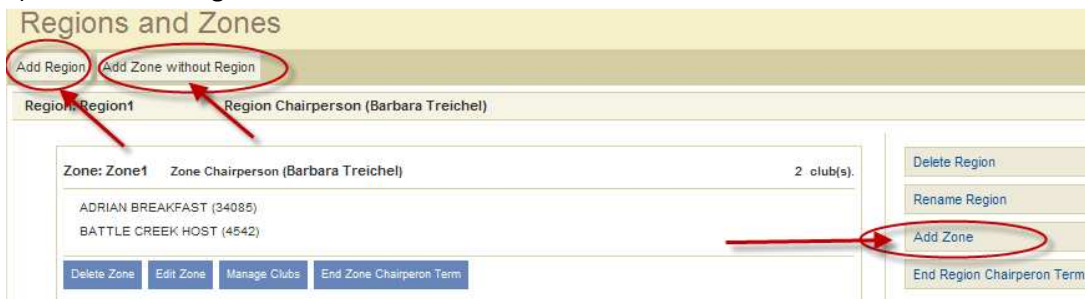 Regions and Zones
Add Region Add Zone without Region
Region: Region1 Region Chairperson (Barbara Treichel)
Zone: Zone1 Zone Chairperson (Barbara Treichel) 2 club(s).
ADRIAN BREAKFAST (34085)
BATTLE CREEK HOST (4542)
Delete Zone Edit Zone Manage Clubs End Zone Chairperon Term
Delete Region
Rename Region
Add Zone
End Region Chairperon Term